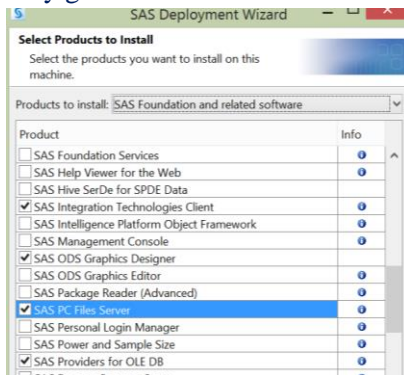 SAS Deployment Wizard
Select Products to Install
Select the products you want to install on this
machine.
Products to install: SAS Foundation and related software
Product Info
SAS Foundation Services
SAS Help Viewer for the Web
SAS Hive SerDe for SPDE Data
SAS Integration Technologies Client
SAS Intelligence Platform Object Framework
SAS Management Console
SAS ODS Graphics Designer
SAS ODS Graphics Editor
SAS Package Reader (Advanced)
SAS PC Files Server
SAS Personal Login Manager
SAS Power and Sample Size
SAS Providers for OLE DB